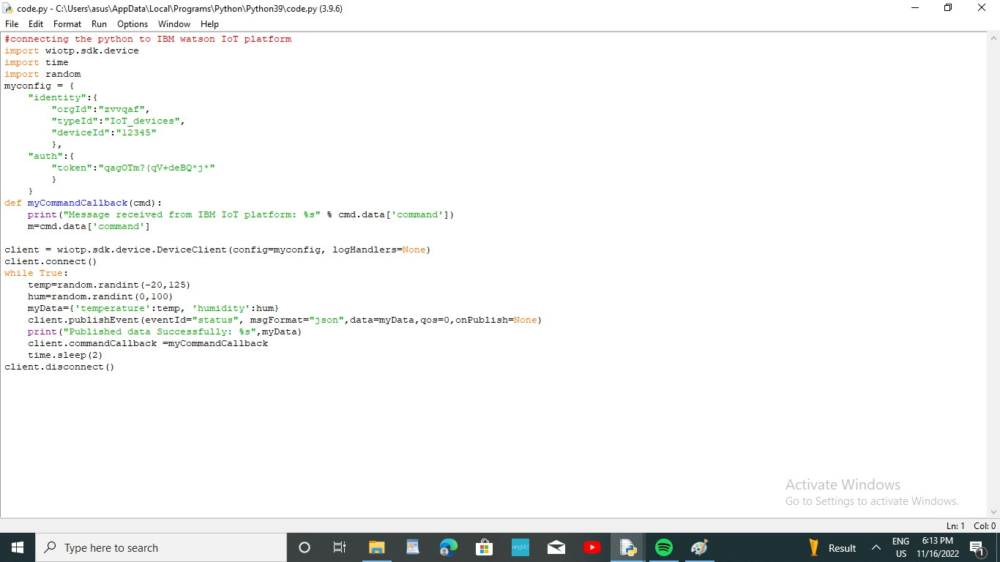 code.py - C:\Users\asus\AppData\Local\Programs\Python\Python39\code.py (3.9.6)
File Edit Format Run Options Window Help
#connecting the python to IBM watson IoT platform
import wiotp.sdk.device
import time
import random
myconfig = {
    "identity":{
        "orgId":"zvvqaf",
        "typeId":"IoT_devices",
        "deviceId":"12345"
        },
    "auth":{
        "token":"qagOTm?(qV+deBQ*j*"
        }
    }
def myCommandCallback(cmd):
    print("Message received from IBM IoT platform: %s" % cmd.data['command'])
    m=cmd.data['command']

client = wiotp.sdk.device.DeviceClient(config=myconfig, logHandlers=None)
client.connect()
while True:
    temp=random.randint(-20,125)
    hum=random.randint(0,100)
    myData={'temperature':temp, 'humidity':hum}
    client.publishEvent(eventId="status", msgFormat="json",data=myData,qos=0,onPublish=None)
    print("Published data Successfully: %s",myData)
    client.commandCallback =myCommandCallback
    time.sleep(2)
client.disconnect()
Activate Windows
Go to Settings to activate Windows.
Ln: 1 Col: 0
Type here to search
Result
ENG
US
6:13 PM
11/16/2022
1